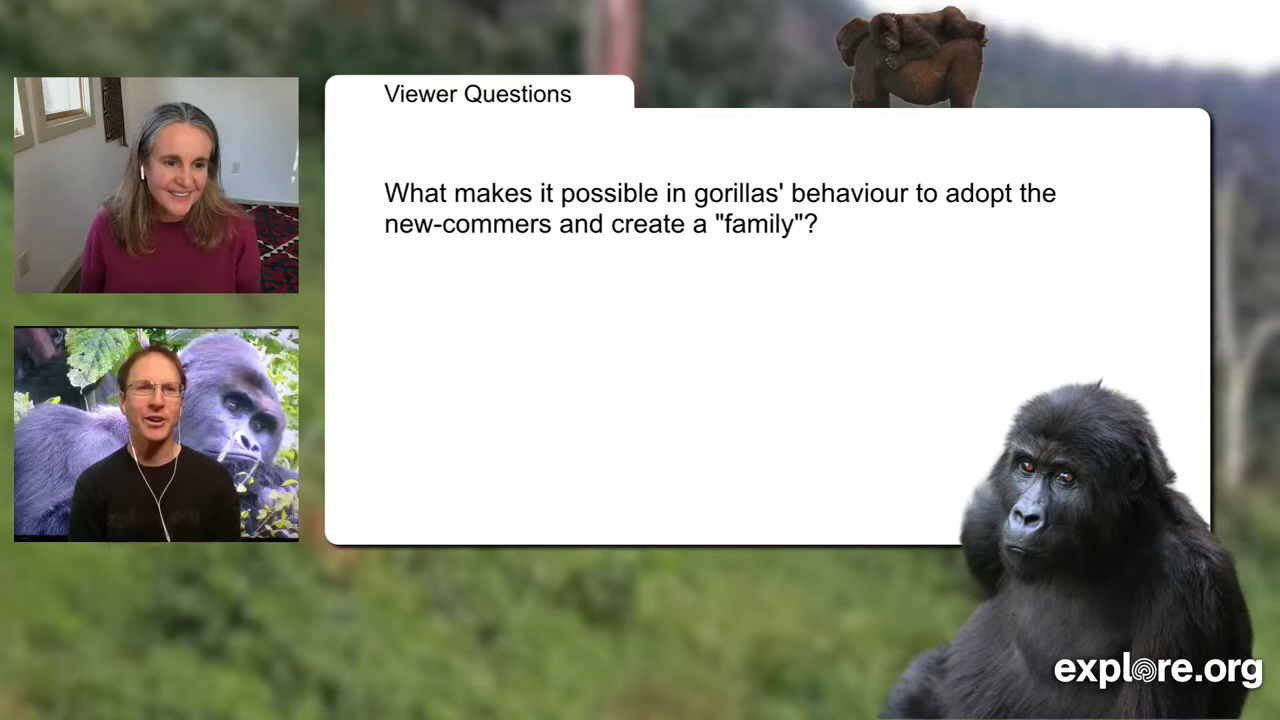 Viewer Questions
What makes it possible in gorillas' behaviour to adopt the
new-commers and create a "family"?
explore.org